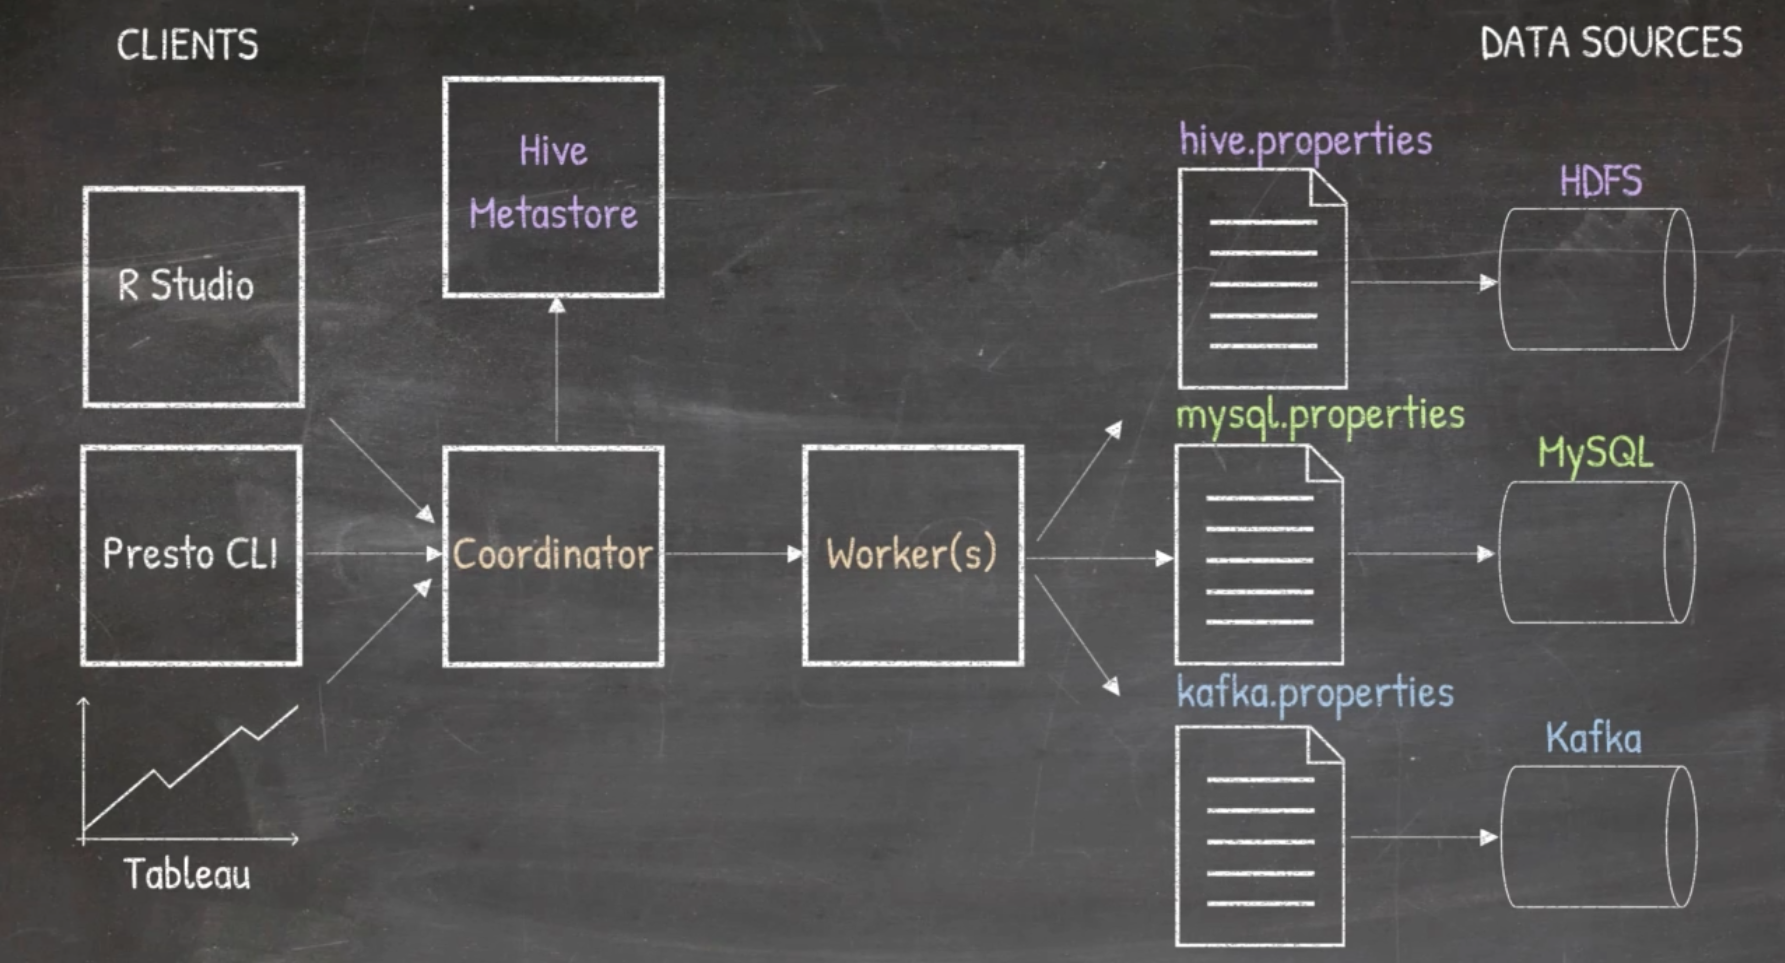 CLIENTS
DATA SOURCES
Hive
Metastore
R Studio
Presto CLI
Tableau
Coordinator
Worker(s)
hive.properties
HDFS
mysql.properties
MySQL
kafka.properties
Kafka